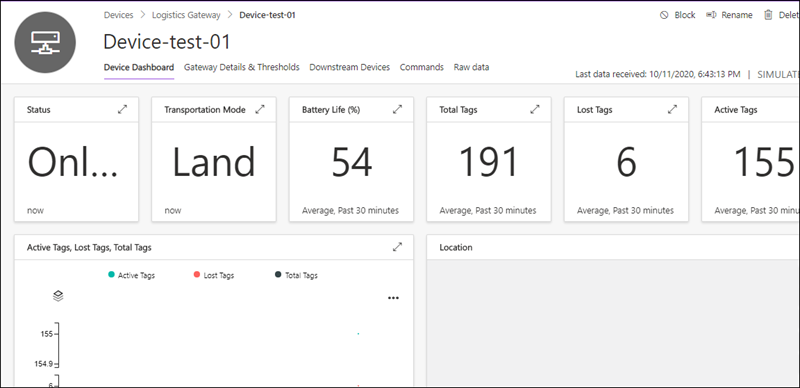 Devices > Logistics Gateway > Device-test-01
Block Rename Delet
Device-test-01
Device Dashboard Gateway Details & Thresholds Downstream Devices Commands Raw data
Last data received: 10/11/2020, 6:43:13 PM | SIMULATE
Status
Onl...
now
Transportation Mode
Land
now
Battery Life (%)
54
Average, Past 30 minutes
Total Tags
191
Average, Past 30 minutes
Lost Tags
6
Average, Past 30 minutes
Active Tags
155
Average, Past 30 minutes
Active Tags, Lost Tags, Total Tags
Active Tags Lost Tags Total Tags
155
154.9
6
Location